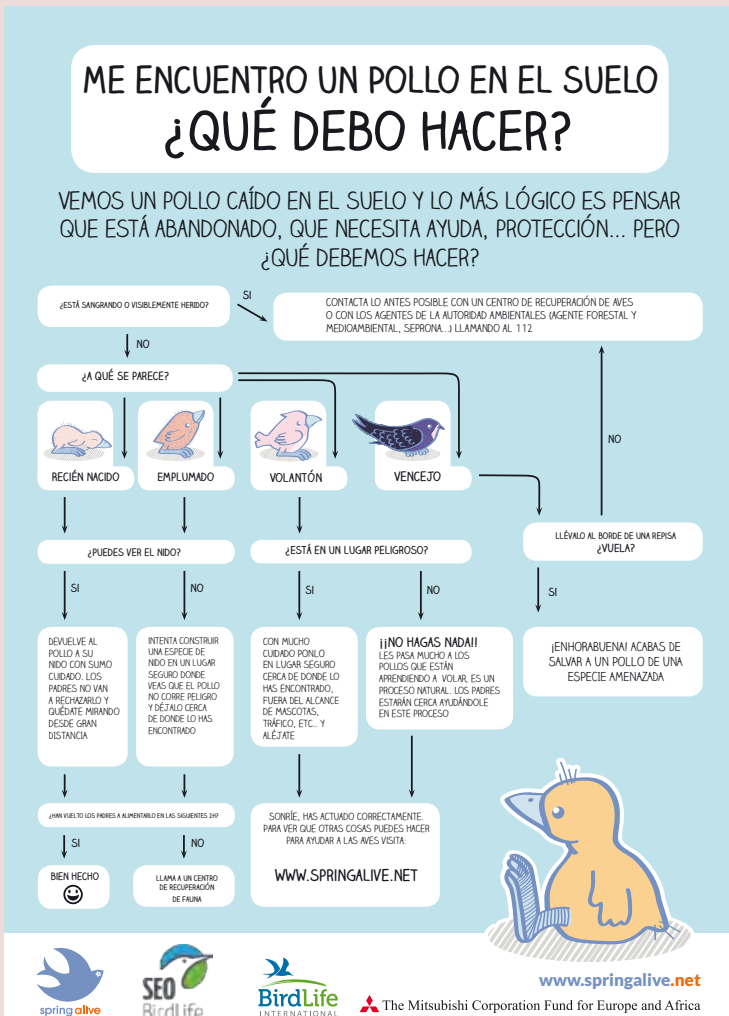 ME ENCUENTRO UN POLLO EN EL SUELO
¿QUÉ DEBO HACER?
VEMOS UN POLLO CAÍDO EN EL SUELO Y LO MÁS LÓGICO ES PENSAR
QUE ESTÁ ABANDONADO, QUE NECESITA AYUDA, PROTECCIÓN... PERO
¿QUÉ DEBEMOS HACER?
¿ESTÁ SANGRANDO O VISIBLEMENTE HERIDO?
SI
CONTACTA LO ANTES POSIBLE CON UN CENTRO DE RECUPERACIÓN DE AVES
O CON LOS AGENTES DE LA AUTORIDAD AMBIENTALES (AGENTE FORESTAL Y
MEDIOAMBIENTAL, SEPRONA...) LLAMANDO AL 112
NO
¿A QUÉ SE PARECE?
RECIÉN NACIDO
EMPLUMADO
VOLANTÓN
VENCEJO
NO
¿PUEDES VER EL NIDO?
¿ESTÁ EN UN LUGAR PELIGROSO?
LLÉVALO AL BORDE DE UNA REPISA
¿VUELA?
SI
NO
SI
NO
SI
DEVUELVE AL
POLLO A SU
NIDO CON SUMO
CUIDADO. LOS
PADRES NO VAN
A RECHAZARLO Y
QUÉDATE MIRANDO
DESDE GRAN
DISTANCIA
INTENTA CONSTRUIR
UNA ESPECIE DE
NIDO EN UN LUGAR
SEGURO DONDE
VEAS QUE EL POLLO
NO CORRE PELIGRO
Y DÉJALO CERCA
DE DONDE LO HAS
ENCONTRADO
CON MUCHO
CUIDADO PONLO
EN LUGAR SEGURO
CERCA DE DONDE LO
HAS ENCONTRADO,
FUERA DEL ALCANCE
DE MASCOTAS,
TRÁFICO, ETC.. Y
ALÉJATE
¡¡NO HAGAS NADA!!
LES PASA MUCHO A LOS
POLLOS QUE ESTÁN
APRENDIENDO A VOLAR, ES UN
PROCESO NATURAL. LOS PADRES
ESTARÁN CERCA AYUDÁNDOLE
EN ESTE PROCESO
¡ENHORABUENA! ACABAS DE
SALVAR A UN POLLO DE UNA
ESPECIE AMENAZADA
¿HAN VUELTO LOS PADRES A ALIMENTARLO EN LAS SIGUIENTES 2H?
SI
NO
BIEN HECHO
LLAMA A UN CENTRO
DE RECUPERACIÓN
DE FAUNA
SONRÍE, HAS ACTUADO CORRECTAMENTE.
PARA VER QUE OTRAS COSAS PUEDES HACER
PARA AYUDAR A LAS AVES VISITA:
WWW.SPRINGALIVE.NET
www.springalive.net
spring alive
SEO
BirdLife
BirdLife
INTERNATIONAL
The Mitsubishi Corporation Fund for Europe and Africa